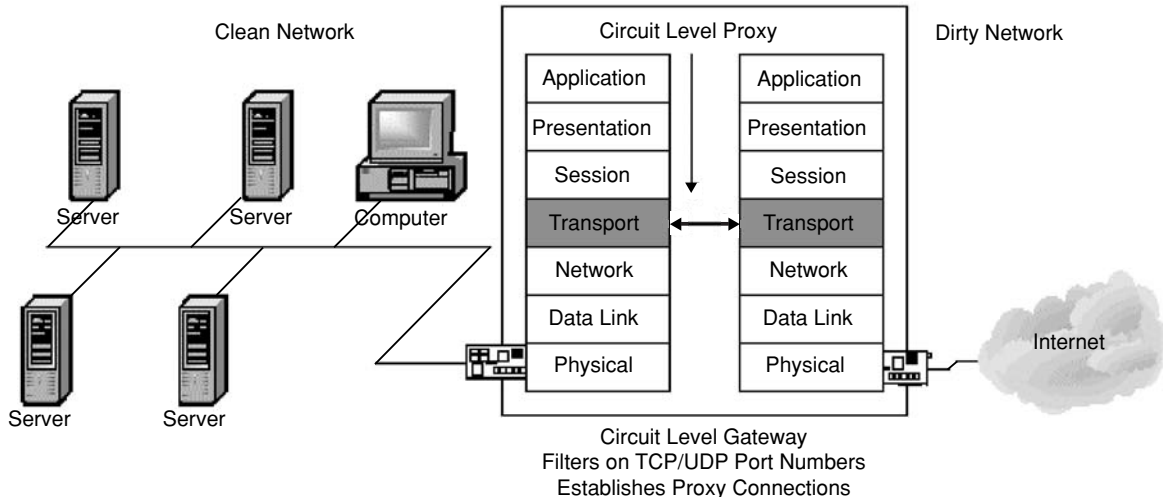 Clean Network
Circuit Level Proxy
Dirty Network
Server
Server
Computer
Server
Server
Application
Presentation
Session
Transport
Network
Data Link
Physical
Application
Presentation
Session
Transport
Network
Data Link
Physical
Internet
Circuit Level Gateway
Filters on TCP/UDP Port Numbers
Establishes Proxy Connections